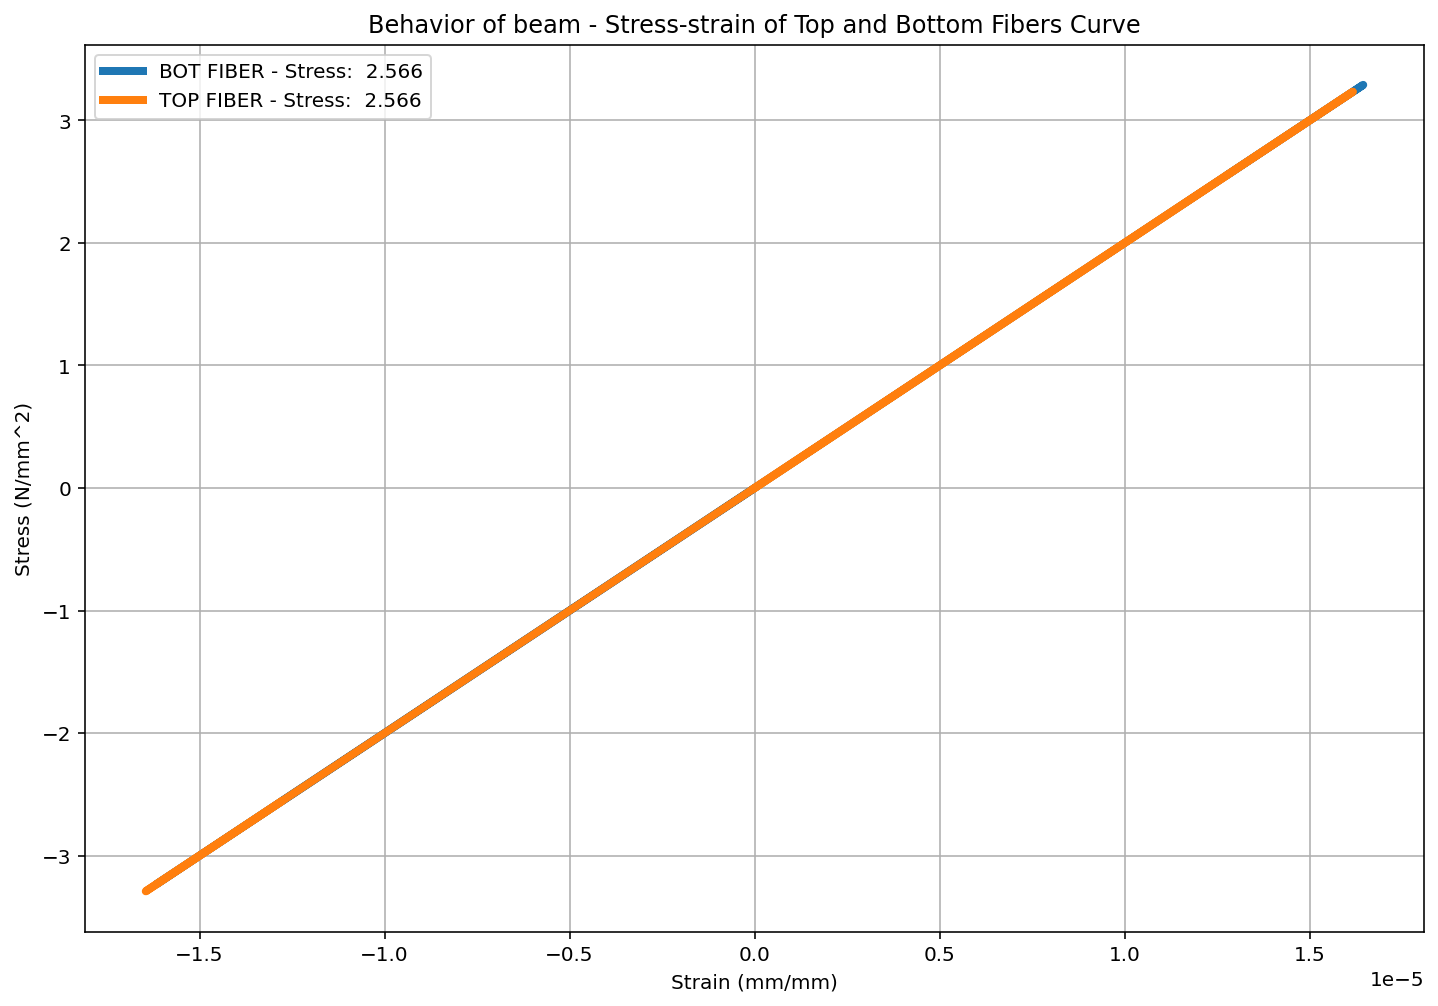 Behavior of beam - Stress-strain of Top and Bottom Fibers Curve
BOT FIBER - Stress:  2.566
TOP FIBER - Stress:  2.566
3
2
1
0
−1
−2
−3
Stress (N/mm^2)
−1.5
−1.0
−0.5
0.0
0.5
1.0
1.5
1e−5
Strain (mm/mm)